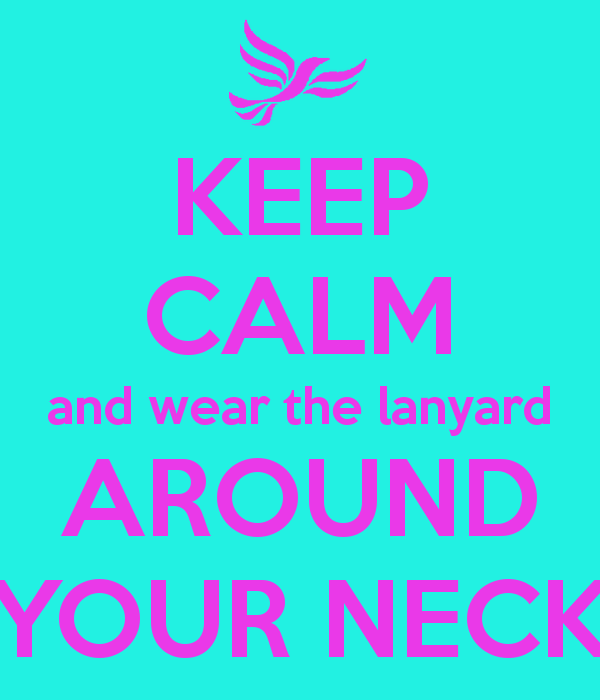 KEEP
CALM
and wear the lanyard
AROUND
YOUR NECK